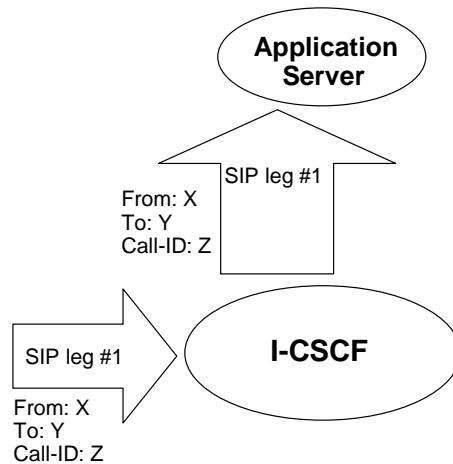 Application
Server
SIP leg #1
From: X
To: Y
Call-ID: Z
I-CSCF
SIP leg #1
From: X
To: Y
Call-ID: Z